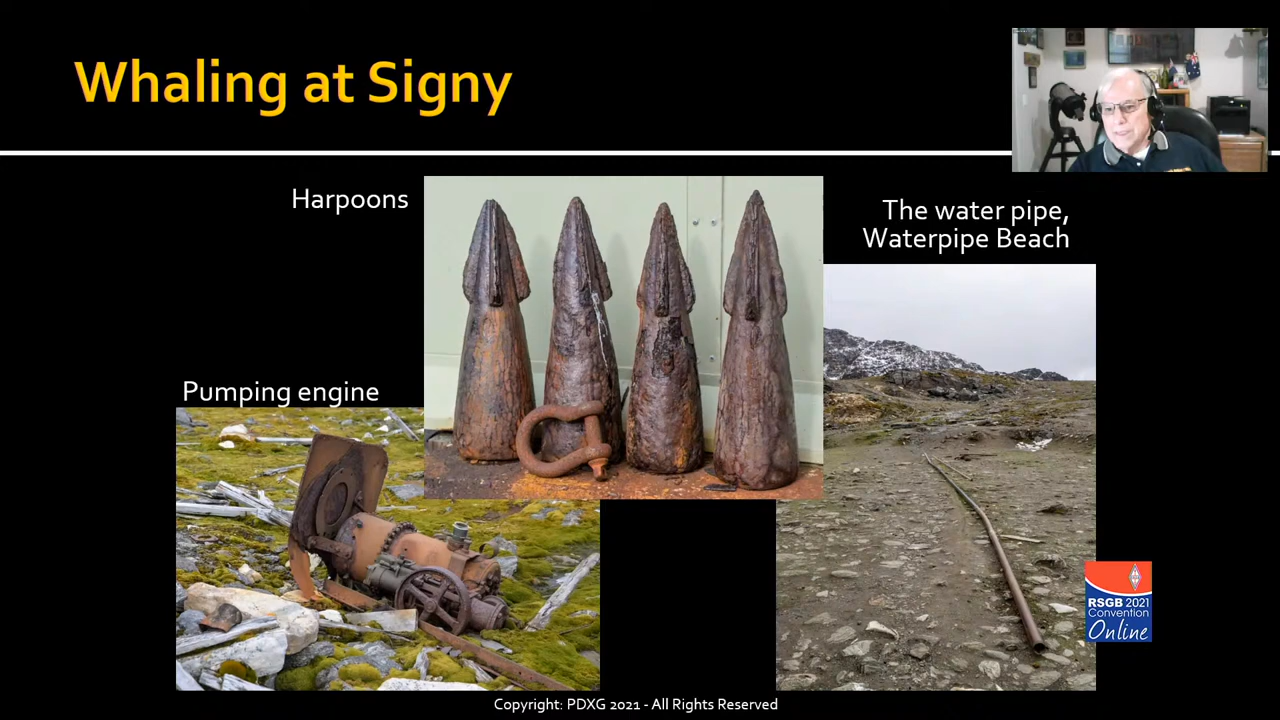 Whaling at Signy
Harpoons
The water pipe,
Waterpipe Beach
Pumping engine
RSGB 2021
Convention
Online
Copyright: PDXG 2021 - All Rights Reserved